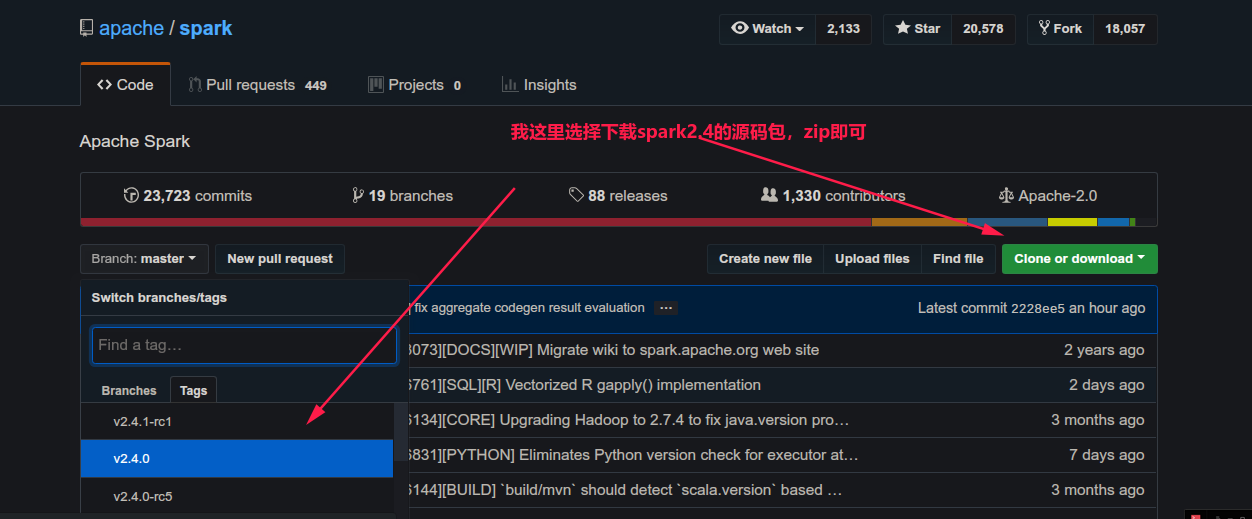 apache / spark
Watch 2,133 Star 20,578 Fork 18,057
Code Pull requests 449 Projects 0 Insights
我这里选择下载spark2.4的源码包，zip即可
Apache Spark
23,723 commits 19 branches 88 releases 1,330 contributors Apache-2.0
Branch: master New pull request Create new file Upload files Find file Clone or download
Switch branches/tags
fix aggregate codegen result evaluation ... Latest commit 2228ee5 an hour ago
Find a tag…
3073][DOCS][WIP] Migrate wiki to spark.apache.org web site 2 years ago
6761][SQL][R] Vectorized R gapply() implementation 2 days ago
Branches Tags
v2.4.1-rc1
6134][CORE] Upgrading Hadoop to 2.7.4 to fix java.version pro… 3 months ago
v2.4.0
6831][PYTHON] Eliminates Python version check for executor at… 7 days ago
v2.4.0-rc5
6144][BUILD] `build/mvn` should detect `scala.version` based … 3 months ago